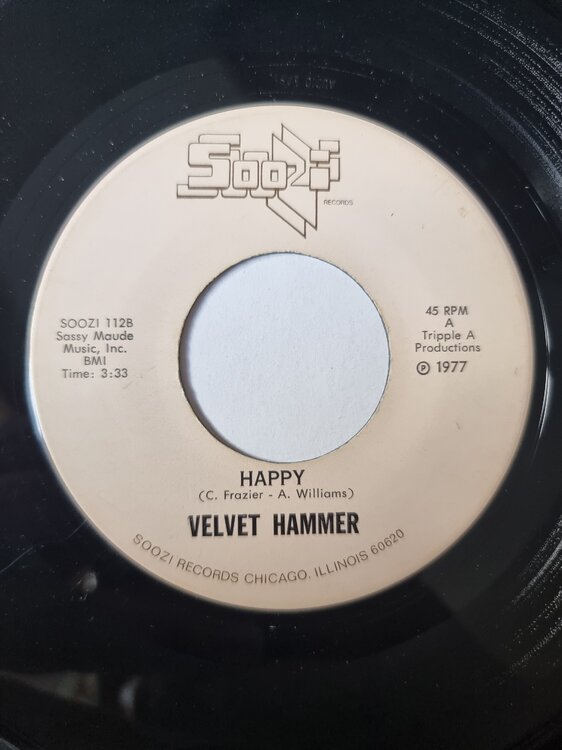 Soozi
RECORDS
SOOZI 112B
Sassy Maude
Music, Inc.
BMI
Time: 3:33
45 RPM
A
Tripple A
Productions
℗ 1977
HAPPY
(C. Frazier - A. Williams)
VELVET HAMMER
SOOZI RECORDS CHICAGO, ILLINOIS 60620